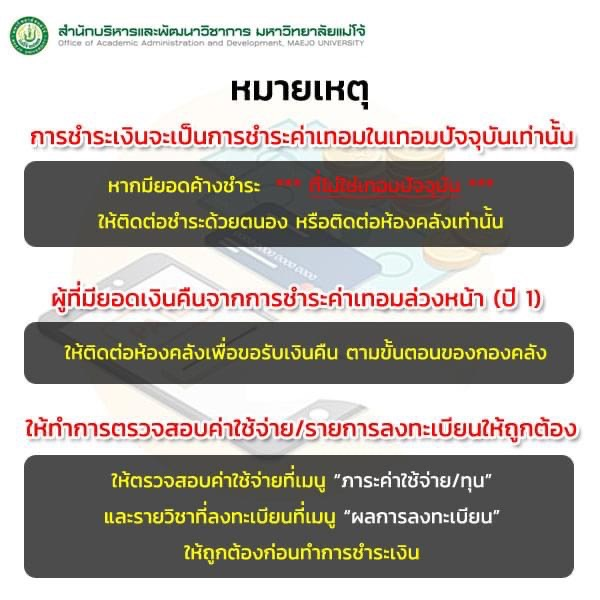 สำนักบริหารและพัฒนาวิชาการ มหาวิทยาลัยแม่โจ้
Office of Academic Administration and Development, MAEJO UNIVERSITY
หมายเหตุ
การชำระเงินจะเป็นการชำระค่าเทอมในเทอมปัจจุบันเท่านั้น
หากมียอดค้างชำระ *** ที่ไม่ใช่เทอมปัจจุบัน ***
ให้ติดต่อชำระด้วยตนเอง หรือติดต่อห้องคลังเท่านั้น
ผู้ที่มียอดเงินคืนจากการชำระค่าเทอมล่วงหน้า (ปี 1)
ให้ติดต่อห้องคลังเพื่อขอรับเงินคืน ตามขั้นตอนของกองคลัง
ให้ทำการตรวจสอบค่าใช้จ่าย/รายการลงทะเบียนให้ถูกต้อง
ให้ตรวจสอบค่าใช้จ่ายที่เมนู "ภาระค่าใช้จ่าย/ทุน"
และรายวิชาที่ลงทะเบียนที่เมนู "ผลการลงทะเบียน"
ให้ถูกต้องก่อนทำการชำระเงิน